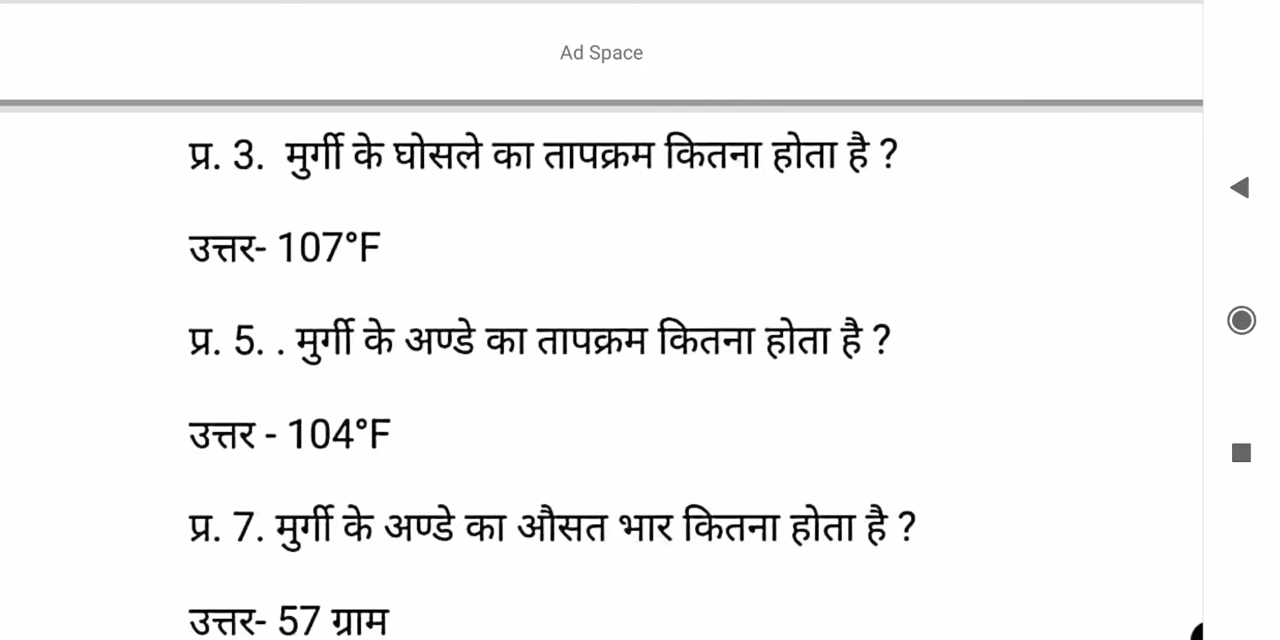 Ad Space
प्र. 3. मुर्गी के घोसले का तापक्रम कितना होता है ?
उत्तर- 107°F
प्र. 5. . मुर्गी के अण्डे का तापक्रम कितना होता है ?
उत्तर - 104°F
प्र. 7. मुर्गी के अण्डे का औसत भार कितना होता है ?
उत्तर- 57 ग्राम